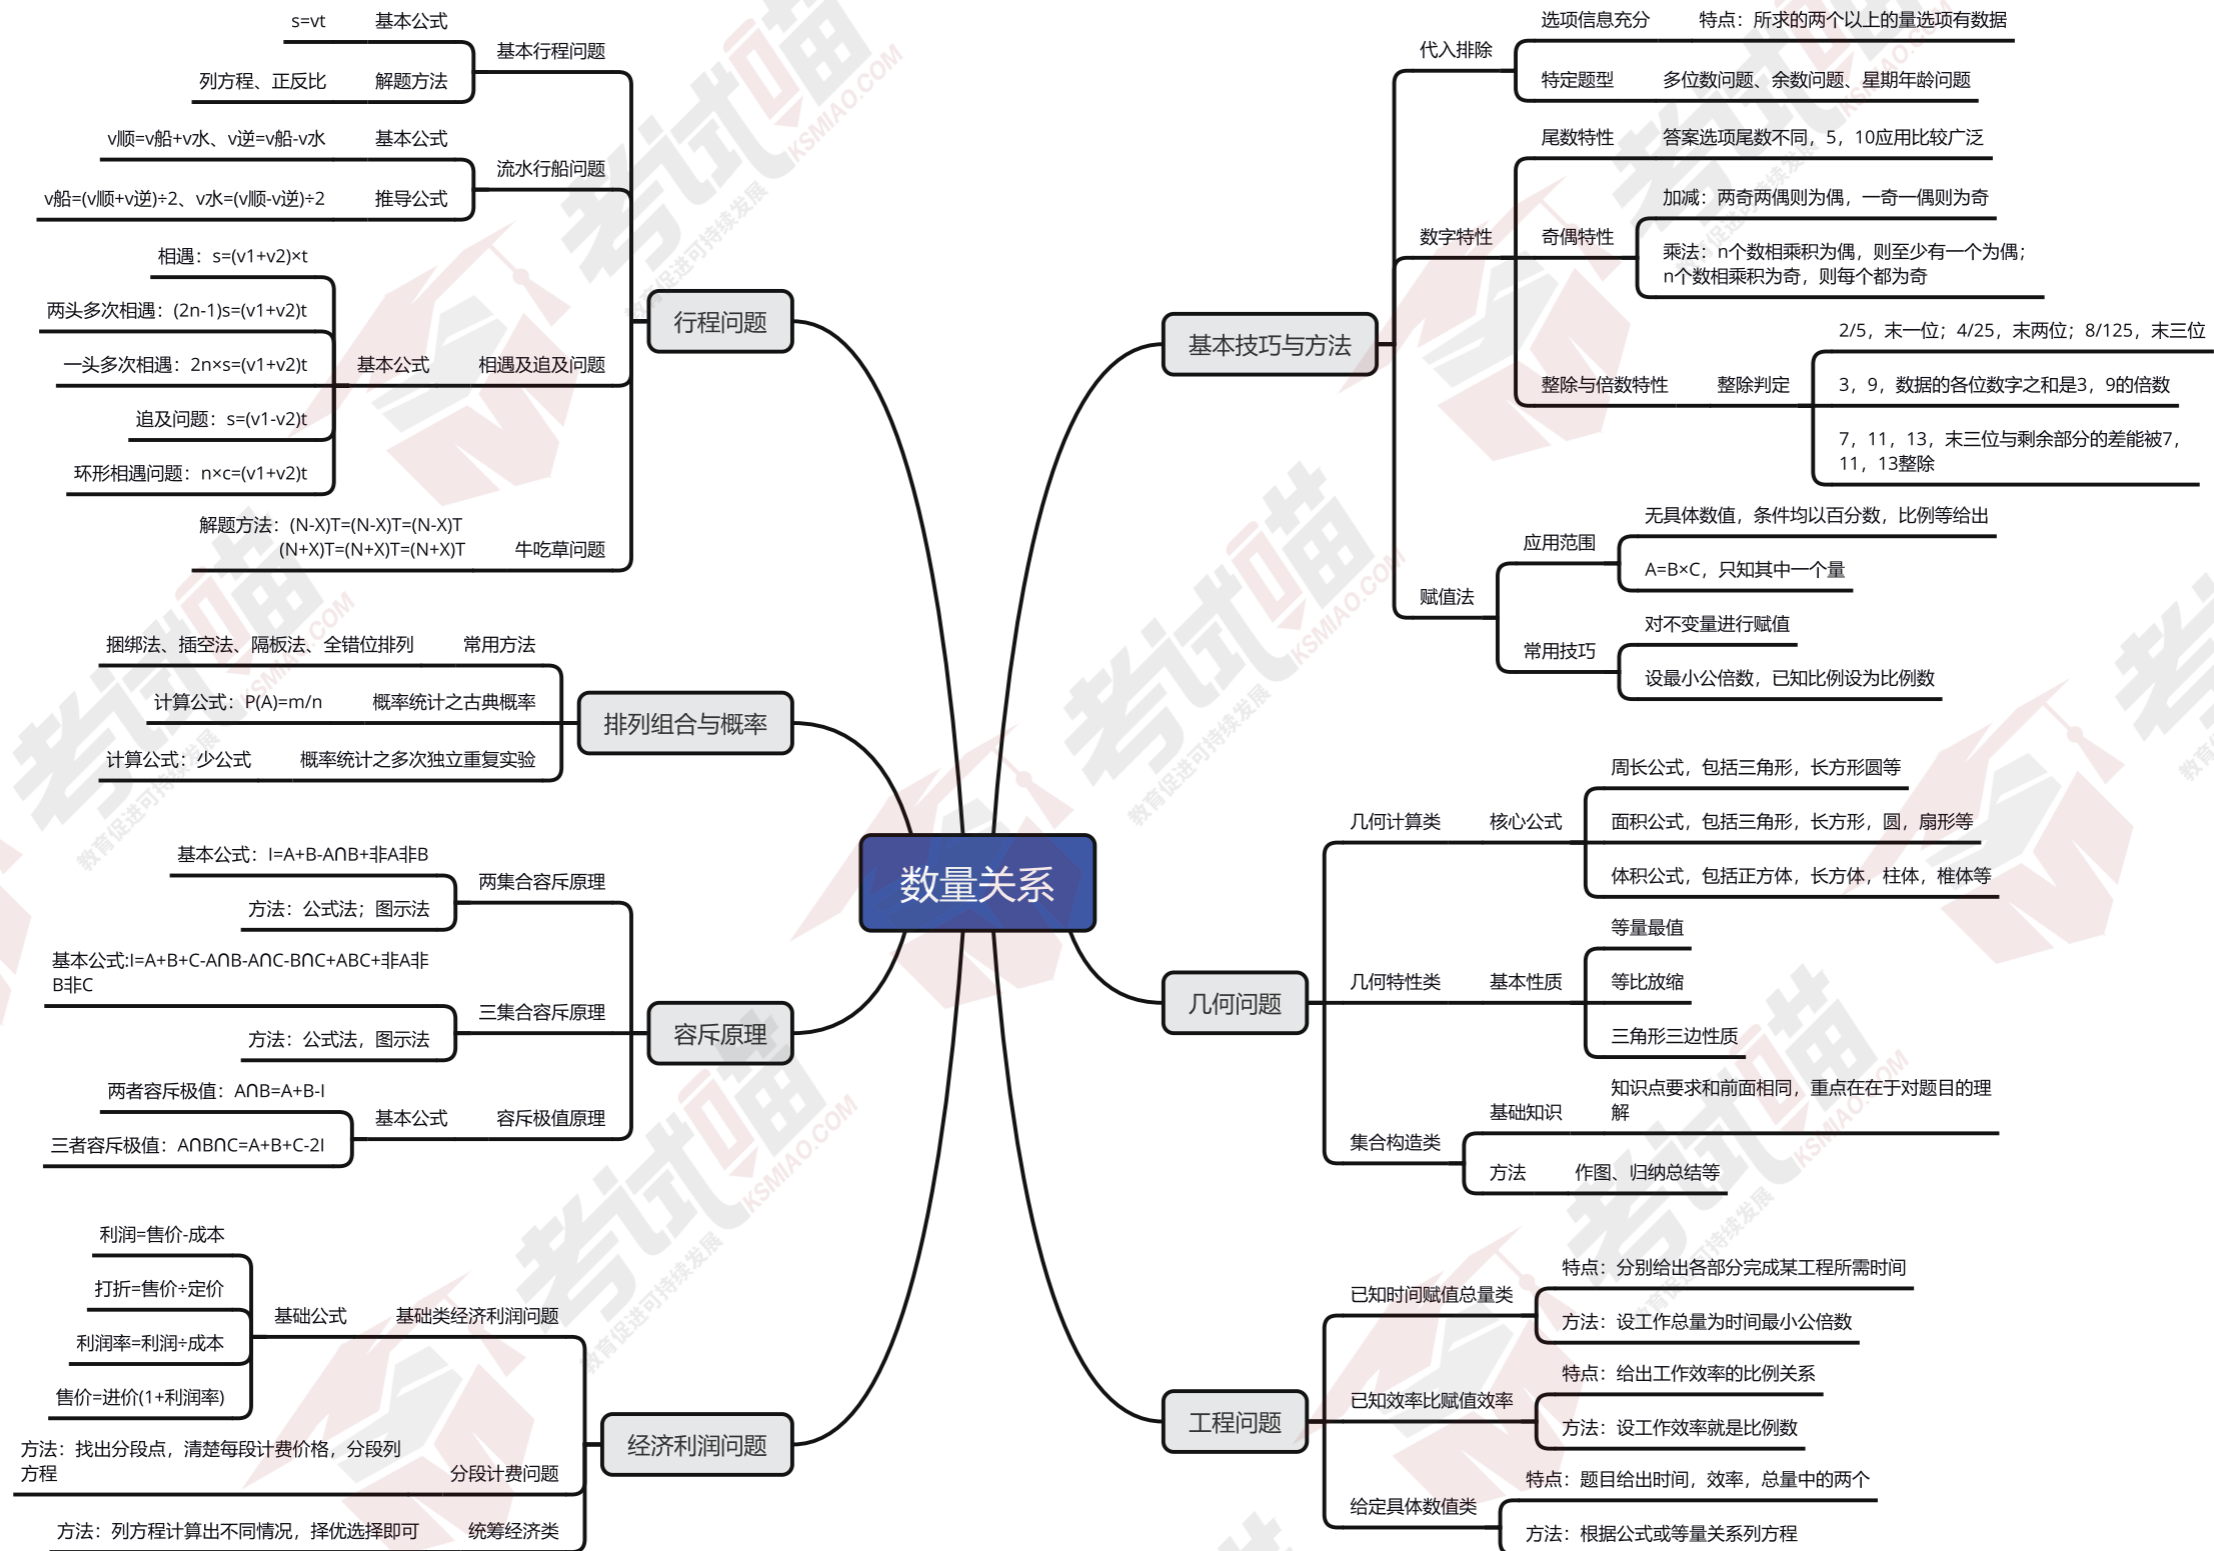 数量关系
行程问题
基本行程问题
基本公式
s=vt
解题方法
列方程、正反比
流水行船问题
基本公式
v顺=v船+v水、v逆=v船-v水
推导公式
v船=(v顺+v逆)÷2、v水=(v顺-v逆)÷2
相遇及追及问题
基本公式
相遇：s=(v1+v2)×t
两头多次相遇：(2n-1)s=(v1+v2)t
一头多次相遇：2n×s=(v1+v2)t
追及问题：s=(v1-v2)t
环形相遇问题：n×c=(v1+v2)t
牛吃草问题
解题方法：(N-X)T=(N-X)T=(N-X)T
(N+X)T=(N+X)T=(N+X)T
排列组合与概率
常用方法
捆绑法、插空法、隔板法、全错位排列
概率统计之古典概率
计算公式：P(A)=m/n
概率统计之多次独立重复实验
计算公式：少公式
容斥原理
两集合容斥原理
基本公式：I=A+B-A∩B+非A非B
方法：公式法；图示法
三集合容斥原理
基本公式:I=A+B+C-A∩B-A∩C-B∩C+ABC+非A非
B非C
方法：公式法，图示法
容斥极值原理
基本公式
两者容斥极值：A∩B=A+B-I
三者容斥极值：A∩B∩C=A+B+C-2I
经济利润问题
基础类经济利润问题
基础公式
利润=售价-成本
打折=售价÷定价
利润率=利润÷成本
售价=进价(1+利润率)
分段计费问题
方法：找出分段点，清楚每段计费价格，分段列
方程
统筹经济类
方法：列方程计算出不同情况，择优选择即可
基本技巧与方法
代入排除
选项信息充分
特点：所求的两个以上的量选项有数据
特定题型
多位数问题、余数问题、星期年龄问题
数字特性
尾数特性
答案选项尾数不同，5，10应用比较广泛
奇偶特性
加减：两奇两偶则为偶，一奇一偶则为奇
乘法：n个数相乘积为偶，则至少有一个为偶；
n个数相乘积为奇，则每个都为奇
整除与倍数特性
整除判定
2/5，末一位；4/25，末两位；8/125，末三位
3，9，数据的各位数字之和是3，9的倍数
7，11，13，末三位与剩余部分的差能被7，
11，13整除
赋值法
应用范围
无具体数值，条件均以百分数，比例等给出
A=B×C，只知其中一个量
常用技巧
对不变量进行赋值
设最小公倍数，已知比例设为比例数
几何问题
几何计算类
核心公式
周长公式，包括三角形，长方形圆等
面积公式，包括三角形，长方形，圆，扇形等
体积公式，包括正方体，长方体，柱体，椎体等
几何特性类
基本性质
等量最值
等比放缩
三角形三边性质
集合构造类
基础知识
知识点要求和前面相同，重点在在于对题目的理
解
方法
作图、归纳总结等
工程问题
已知时间赋值总量类
特点：分别给出各部分完成某工程所需时间
方法：设工作总量为时间最小公倍数
已知效率比赋值效率
特点：给出工作效率的比例关系
方法：设工作效率就是比例数
给定具体数值类
特点：题目给出时间，效率，总量中的两个
方法：根据公式或等量关系列方程
考试喵
KSMIAO.COM
教育促进可持续发展